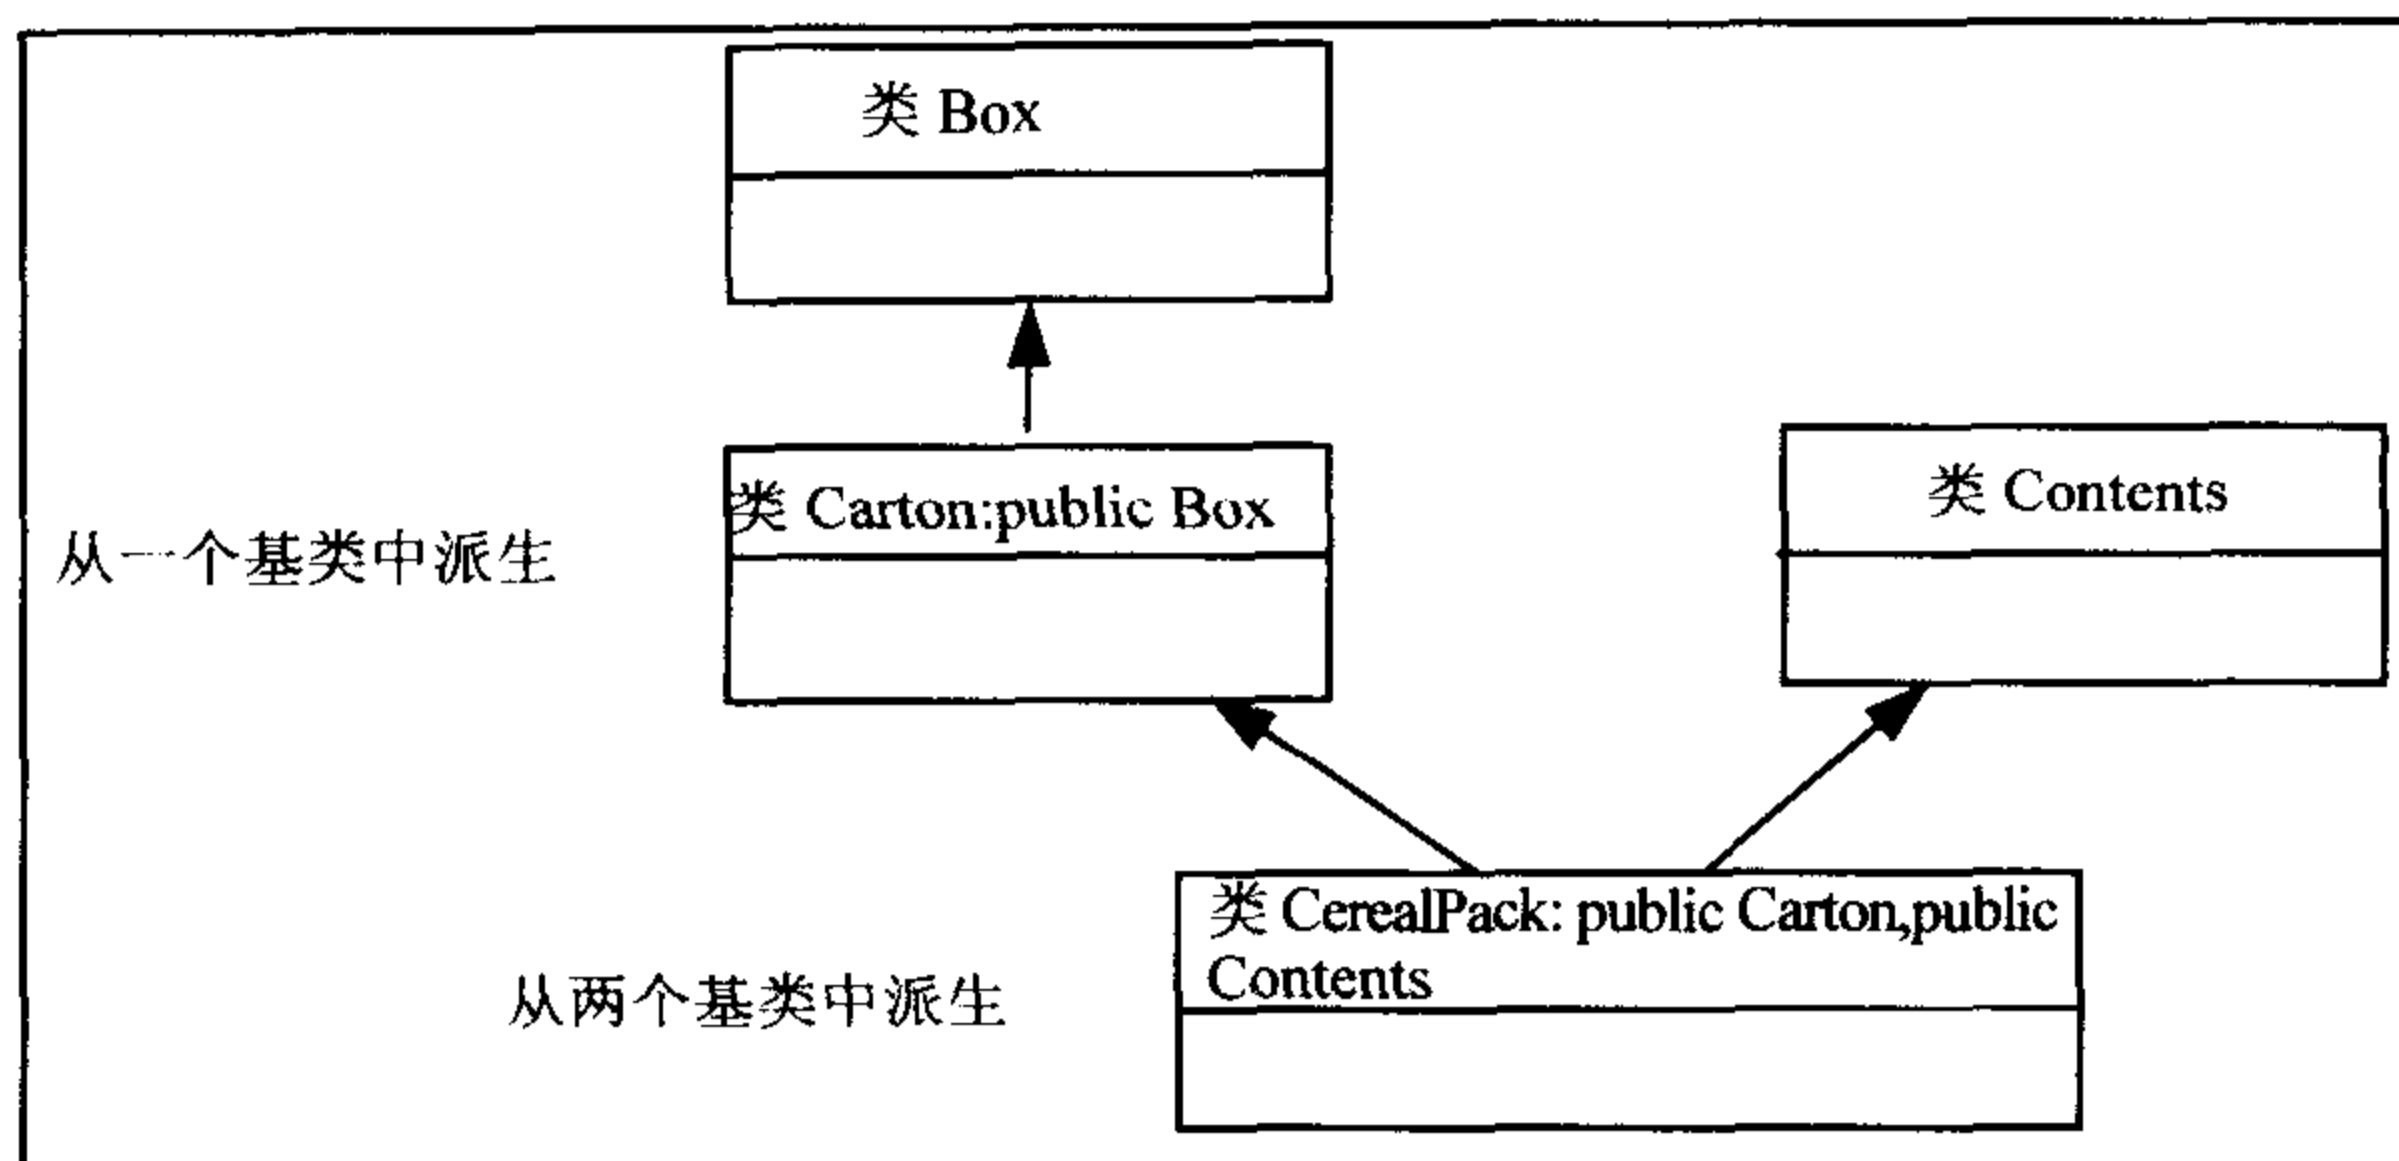 类 Box
类 Carton:public Box
类 Contents
从一个基类中派生
类 CerealPack: public Carton,public
Contents
从两个基类中派生